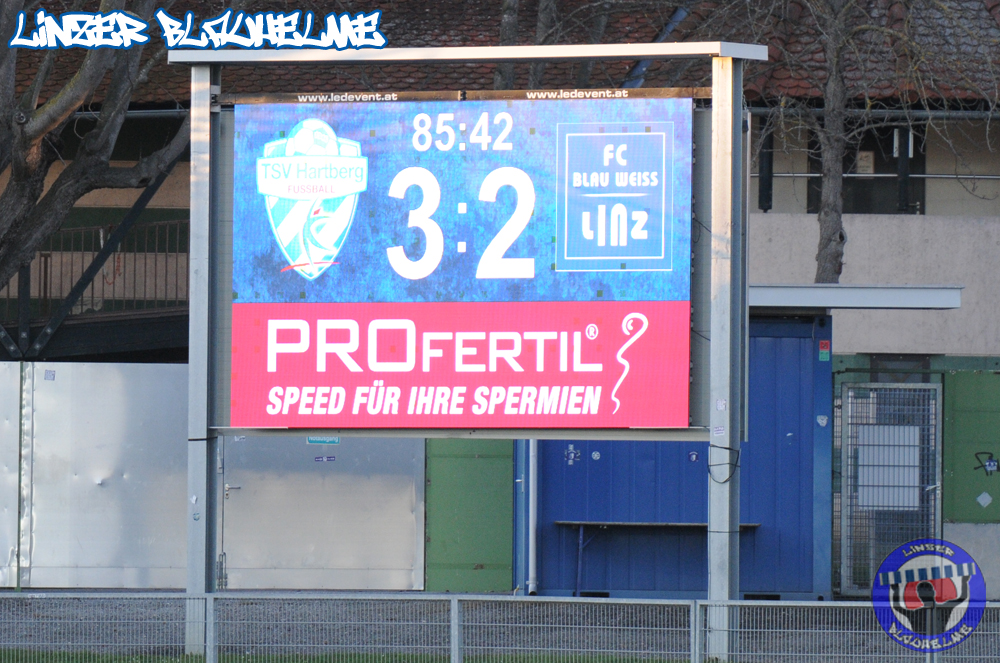 LiNZER BLAUHELME
www.ledevent.at
www.ledevent.at
85:42
TSV Hartberg
FUSSBALL
3:2
FC
BLAU WEISS
LINZ
PROFERTIL®
SPEED FÜR IHRE SPERMIEN
LINZER
BLAUHELME